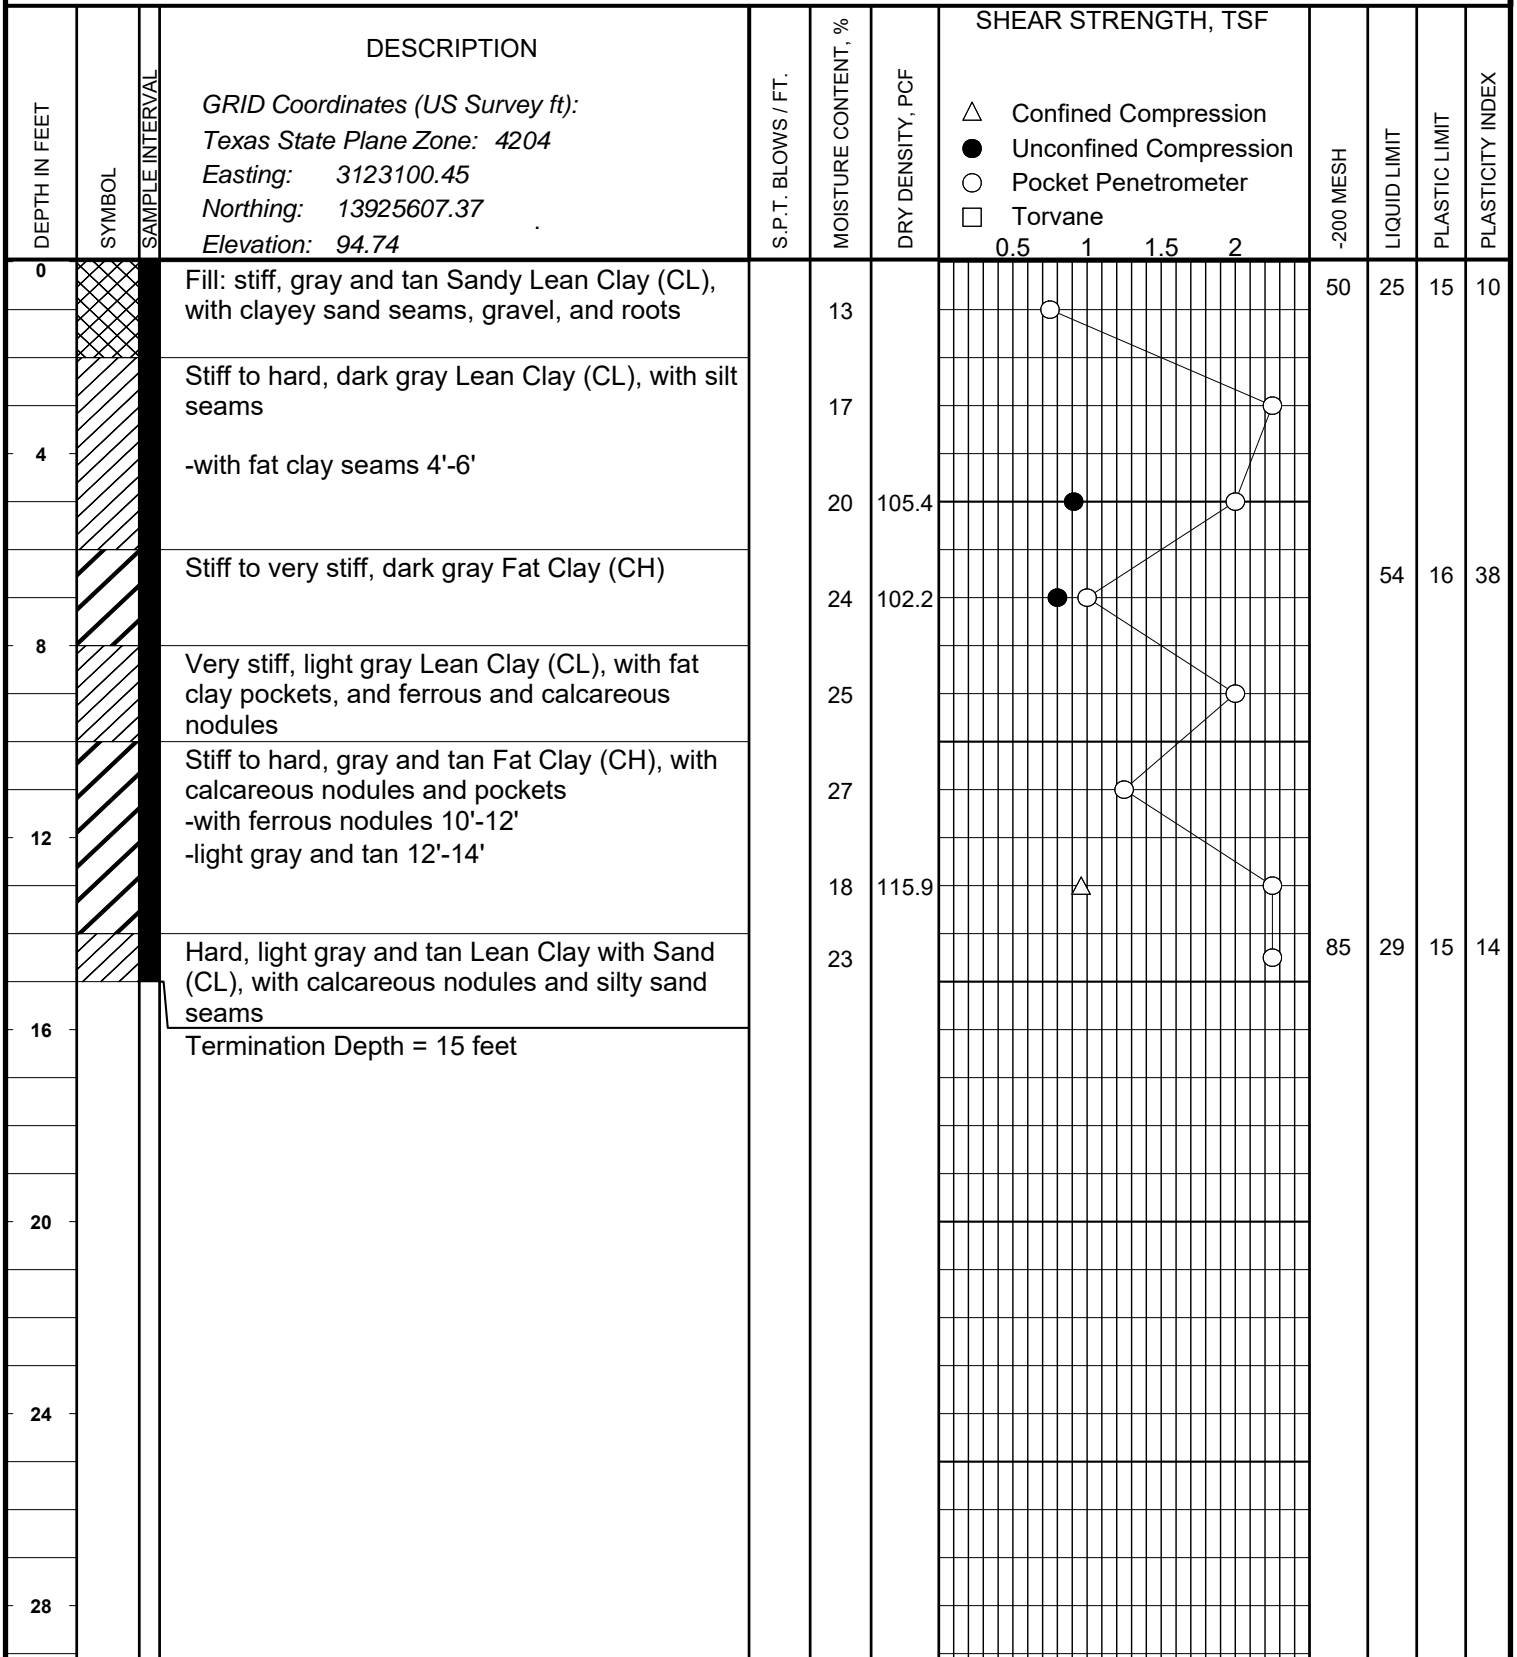 DEPTH IN FEET
SYMBOL
SAMPLE INTERVAL
DESCRIPTION
GRID Coordinates (US Survey ft):
Texas State Plane Zone: 4204
Easting: 3123100.45
Northing: 13925607.37
.
Elevation: 94.74
S.P.T. BLOWS / FT.
MOISTURE CONTENT, %
DRY DENSITY, PCF
SHEAR STRENGTH, TSF
△ Confined Compression
● Unconfined Compression
○ Pocket Penetrometer
□ Torvane
0.5 1 1.5 2
-200 MESH
LIQUID LIMIT
PLASTIC LIMIT
PLASTICITY INDEX
0
Fill: stiff, gray and tan Sandy Lean Clay (CL),
with clayey sand seams, gravel, and roots
13
50 25 15 10
Stiff to hard, dark gray Lean Clay (CL), with silt
seams
17
4
-with fat clay seams 4'-6'
20 105.4
Stiff to very stiff, dark gray Fat Clay (CH)
54 16 38
24 102.2
8
Very stiff, light gray Lean Clay (CL), with fat
clay pockets, and ferrous and calcareous
nodules
25
Stiff to hard, gray and tan Fat Clay (CH), with
calcareous nodules and pockets
27
-with ferrous nodules 10'-12'
12
-light gray and tan 12'-14'
18 115.9
Hard, light gray and tan Lean Clay with Sand
(CL), with calcareous nodules and silty sand
seams
23
85 29 15 14
16
Termination Depth = 15 feet
20
24
28